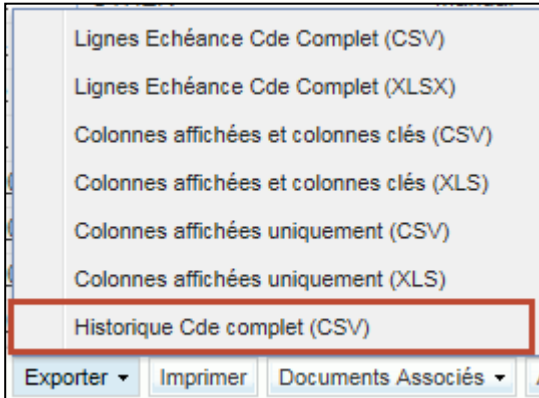 Lignes Echéance Cde Complet (CSV)
Lignes Echéance Cde Complet (XLSX)
Colonnes affichées et colonnes clés (CSV)
Colonnes affichées et colonnes clés (XLS)
Colonnes affichées uniquement (CSV)
Colonnes affichées uniquement (XLS)
Historique Cde complet (CSV)
Exporter Imprimer Documents Associés